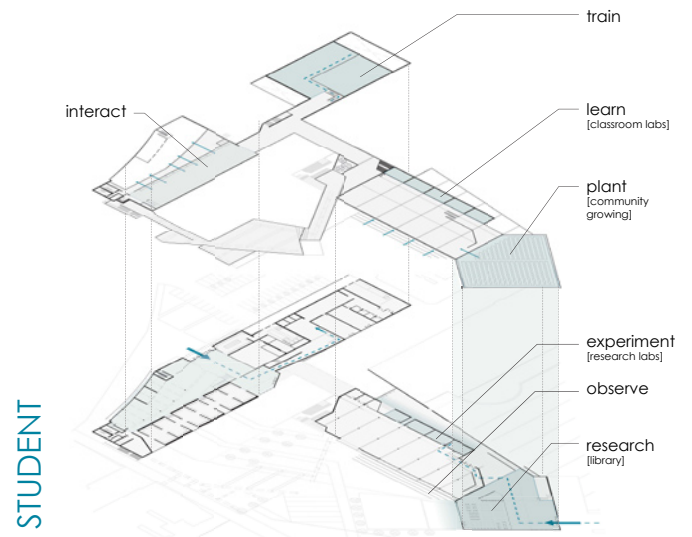 train
interact
learn
[classroom labs]
plant
[community
growing]
experiment
[research labs]
observe
research
[library]
STUDENT